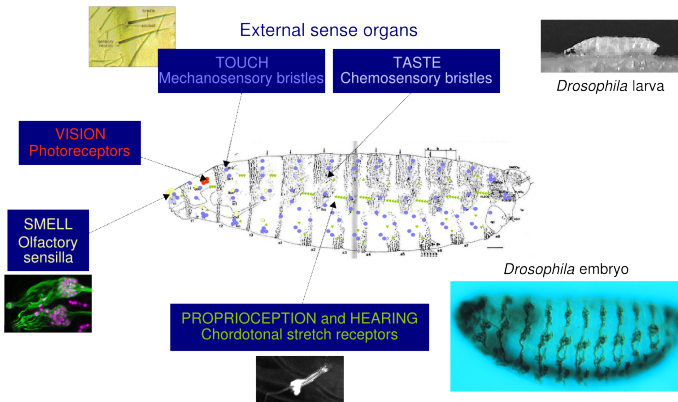 External sense organs
TOUCH
Mechanosensory bristles
TASTE
Chemosensory bristles
Drosophila larva
VISION
Photoreceptors
SMELL
Olfactory
sensilla
Drosophila embryo
PROPRIOCEPTION and HEARING
Chordotonal stretch receptors